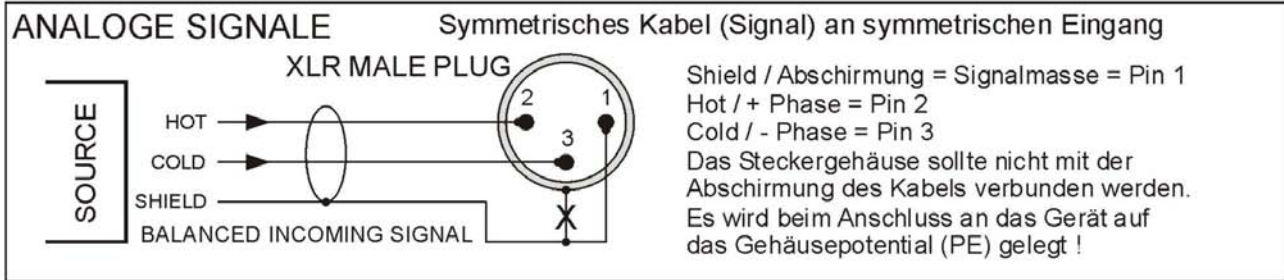 ANALOGE SIGNALE
Symmetrisches Kabel (Signal) an symmetrischen Eingang
XLR MALE PLUG
SOURCE
HOT
COLD
SHIELD
BALANCED INCOMING SIGNAL
2
1
3
X
Shield / Abschirmung = Signalmasse = Pin 1
Hot / + Phase = Pin 2
Cold / - Phase = Pin 3
Das Steckergehäuse sollte nicht mit der
Abschirmung des Kabels verbunden werden.
Es wird beim Anschluss an das Gerät auf
das Gehäusepotential (PE) gelegt !